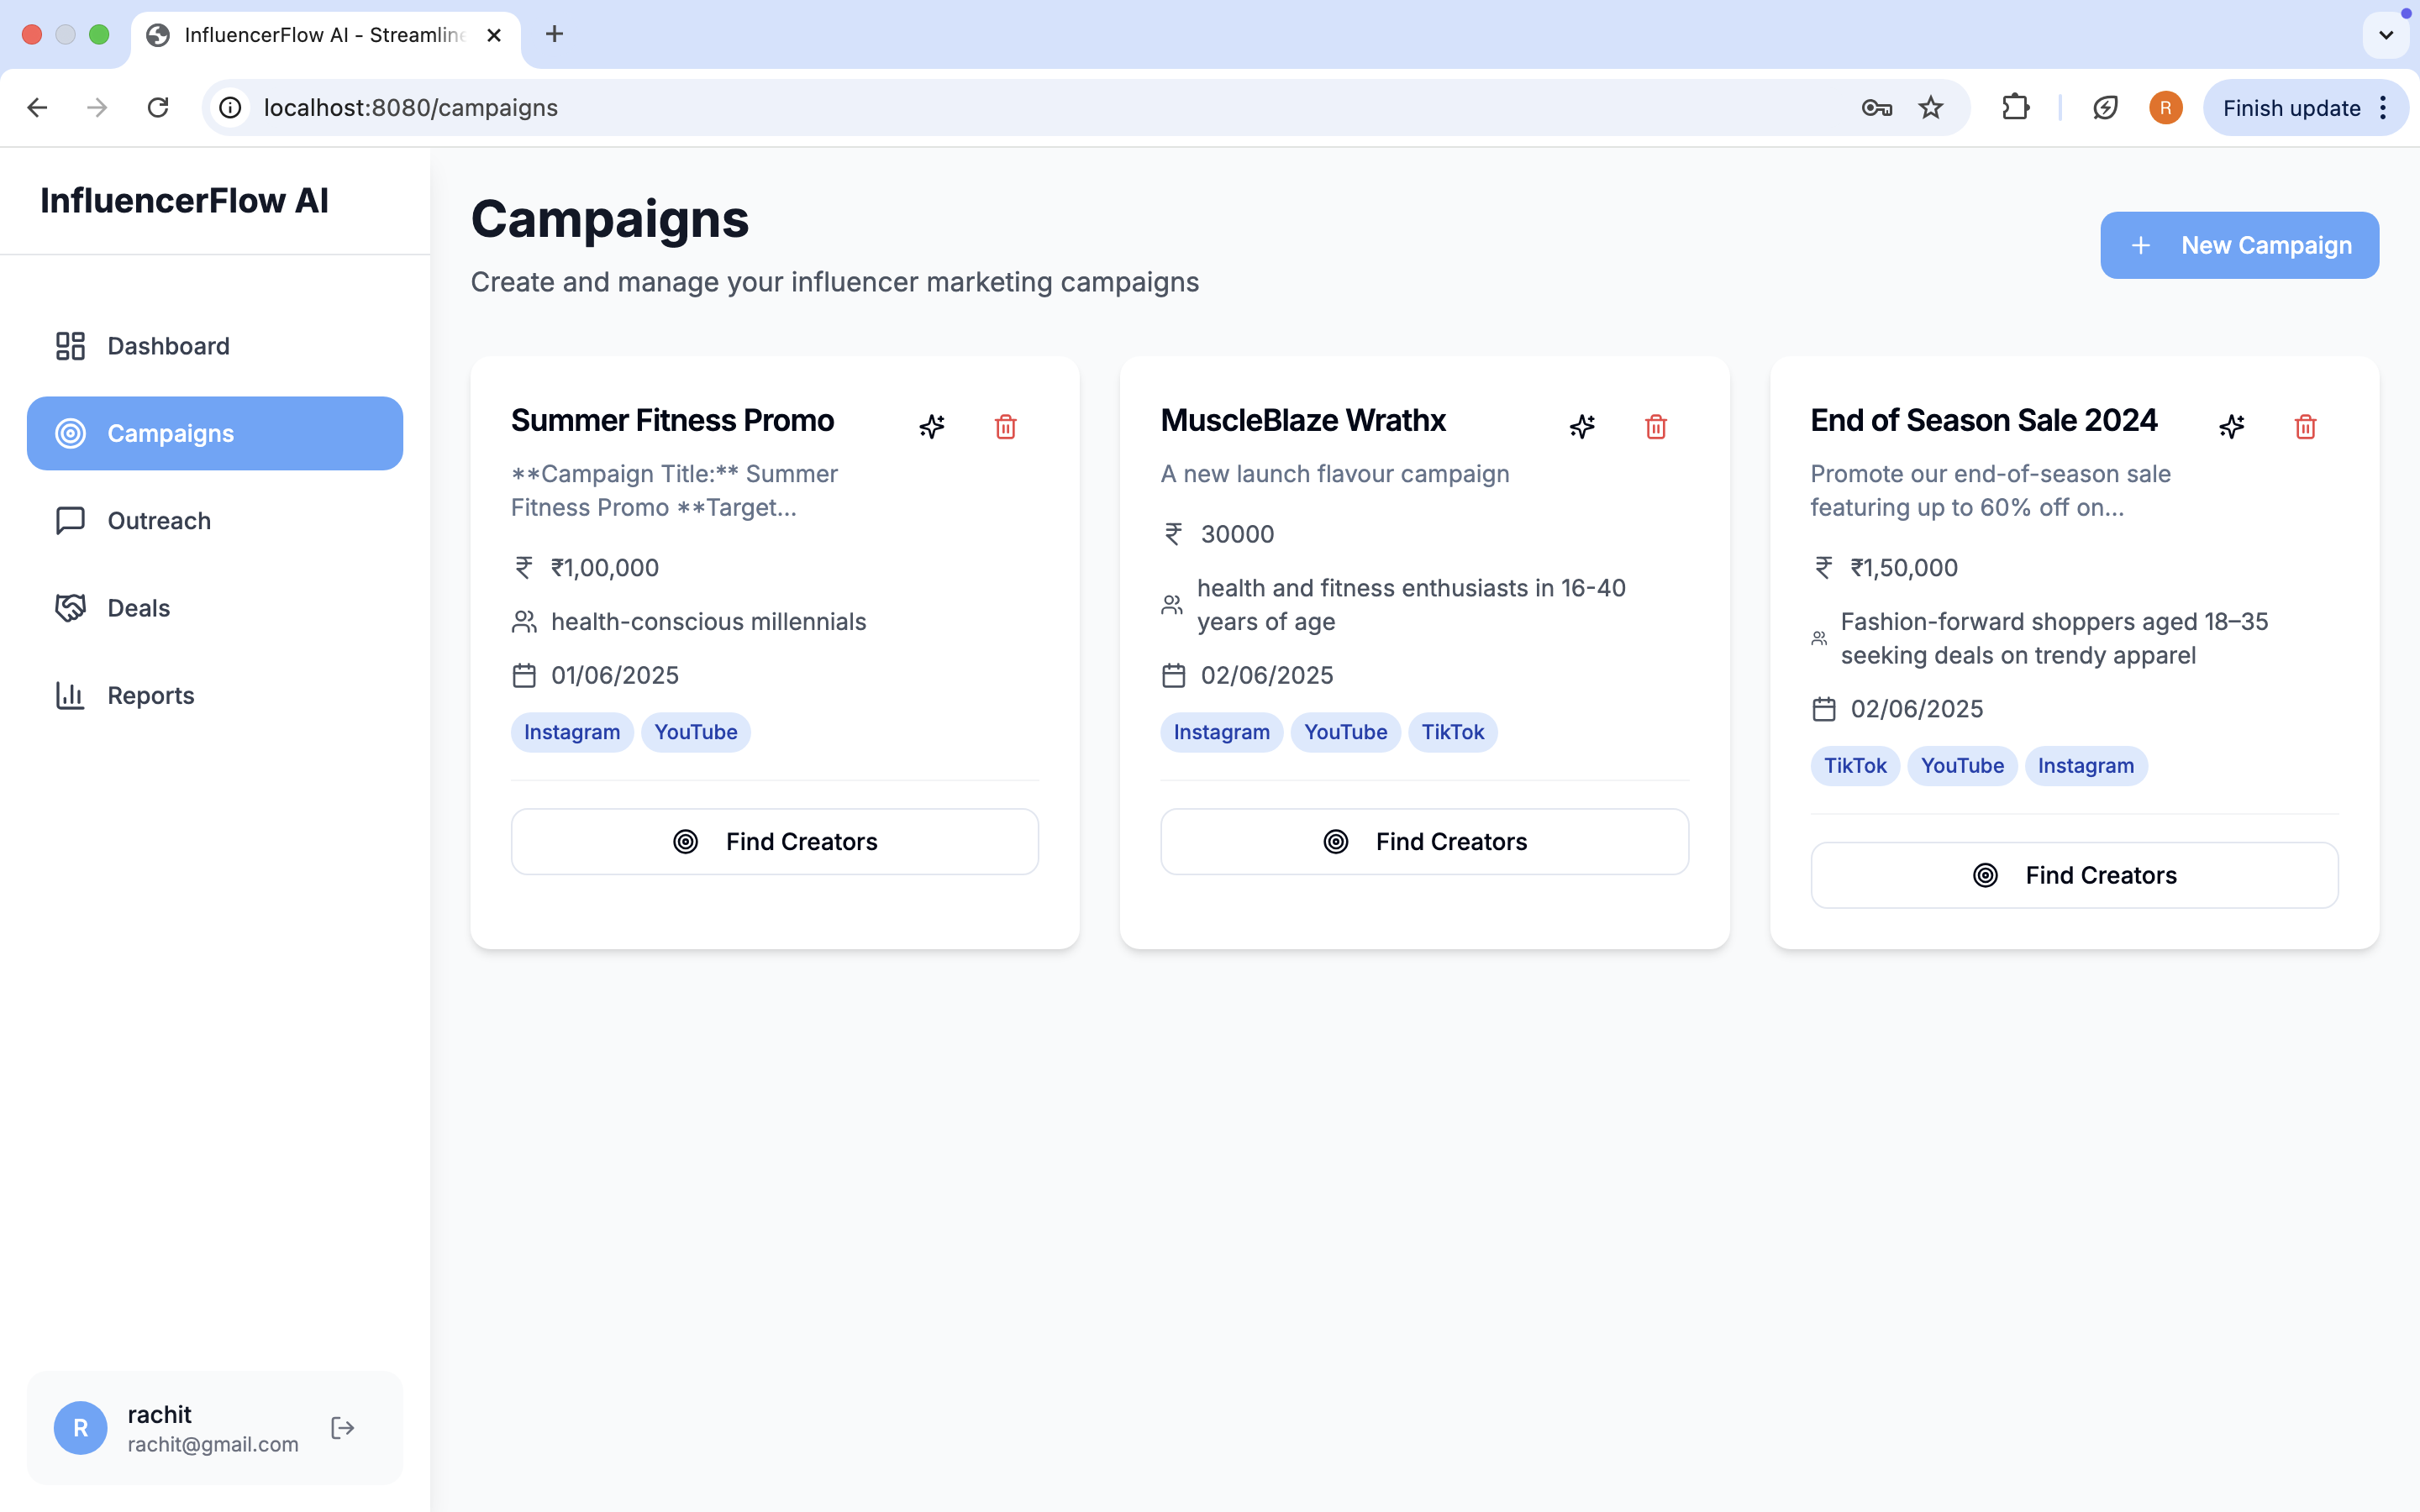 InfluencerFlow AI - Streamline
localhost:8080/campaigns
R
Finish update
InfluencerFlow AI
Dashboard
Campaigns
Outreach
Deals
Reports
R
rachit
rachit@gmail.com
Campaigns
Create and manage your influencer marketing campaigns
New Campaign
Summer Fitness Promo
**Campaign Title:** Summer
Fitness Promo **Target...
₹ ₹1,00,000
health-conscious millennials
01/06/2025
Instagram YouTube
Find Creators
MuscleBlaze Wrathx
A new launch flavour campaign
₹ 30000
health and fitness enthusiasts in 16-40
years of age
02/06/2025
Instagram YouTube TikTok
Find Creators
End of Season Sale 2024
Promote our end-of-season sale
featuring up to 60% off on...
₹ ₹1,50,000
Fashion-forward shoppers aged 18–35
seeking deals on trendy apparel
02/06/2025
TikTok YouTube Instagram
Find Creators